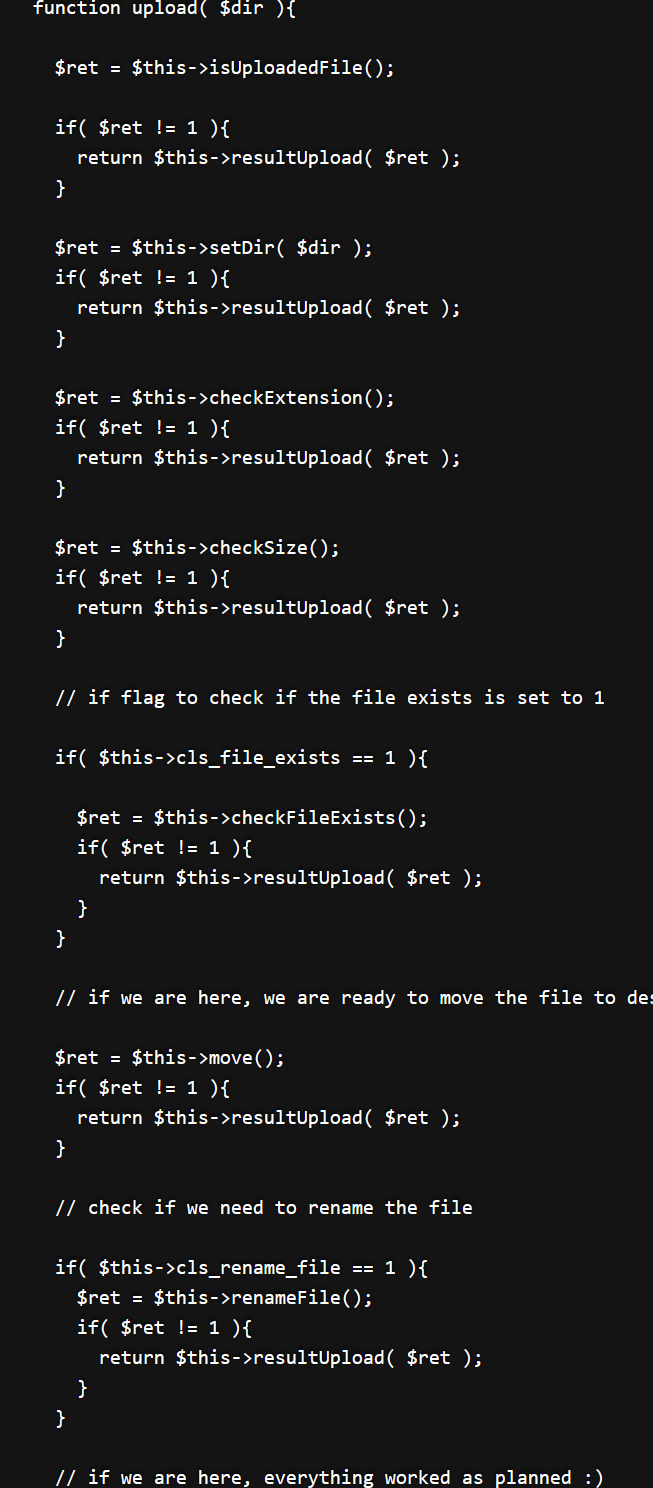 function upload( $dir ){
$ret = $this->isUploadedFile();
if( $ret != 1 ){
return $this->resultUpload( $ret );
}
$ret = $this->setDir( $dir );
if( $ret != 1 ){
return $this->resultUpload( $ret );
}
$ret = $this->checkExtension();
if( $ret != 1 ){
return $this->resultUpload( $ret );
}
$ret = $this->checkSize();
if( $ret != 1 ){
return $this->resultUpload( $ret );
}
// if flag to check if the file exists is set to 1
if( $this->cls_file_exists == 1 ){
$ret = $this->checkFileExists();
if( $ret != 1 ){
return $this->resultUpload( $ret );
}
}
// if we are here, we are ready to move the file to
$ret = $this->move();
if( $ret != 1 ){
return $this->resultUpload( $ret );
}
// check if we need to rename the file
if( $this->cls_rename_file == 1 ){
$ret = $this->renameFile();
if( $ret != 1 ){
return $this->resultUpload( $ret );
}
}
// if we are here, everything worked as planned :)